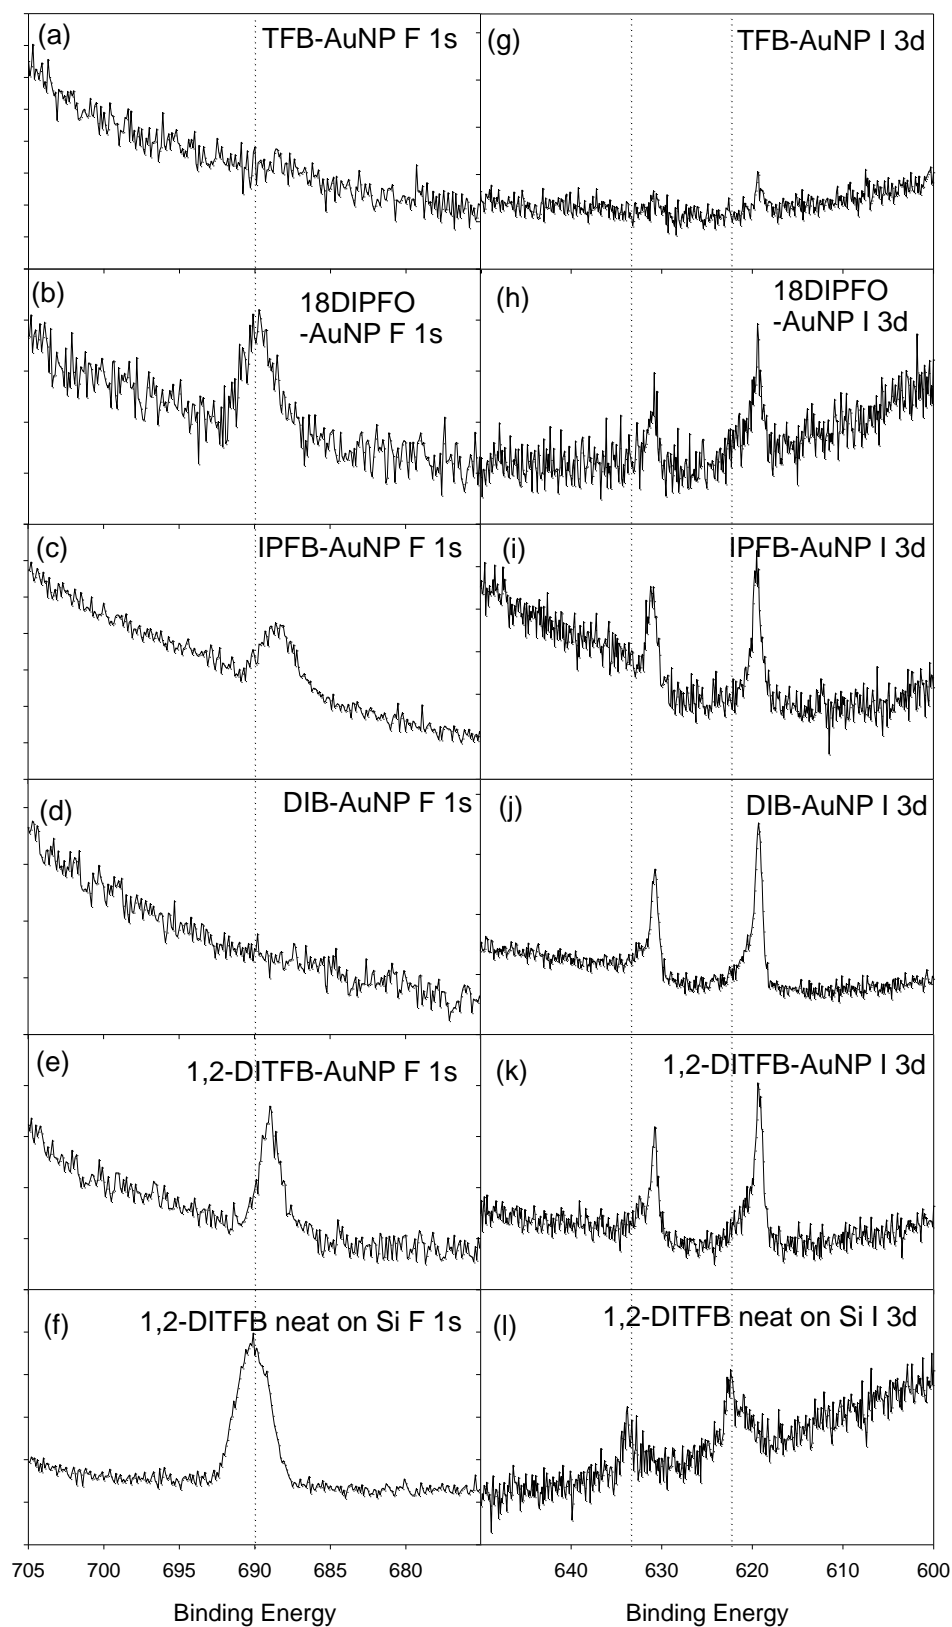 (a) TFB-AuNP F 1s
(g) TFB-AuNP I 3d
(b) 18DIPFO
-AuNP F 1s
(h) 18DIPFO
-AuNP I 3d
(c) IPFB-AuNP F 1s
(i) IPFB-AuNP I 3d
(d) DIB-AuNP F 1s
(j) DIB-AuNP I 3d
(e) 1,2-DITFB-AuNP F 1s
(k) 1,2-DITFB-AuNP I 3d
(f) 1,2-DITFB neat on Si F 1s
(l) 1,2-DITFB neat on Si I 3d
705 700 695 690 685 680
640 630 620 610 600
Binding Energy
Binding Energy